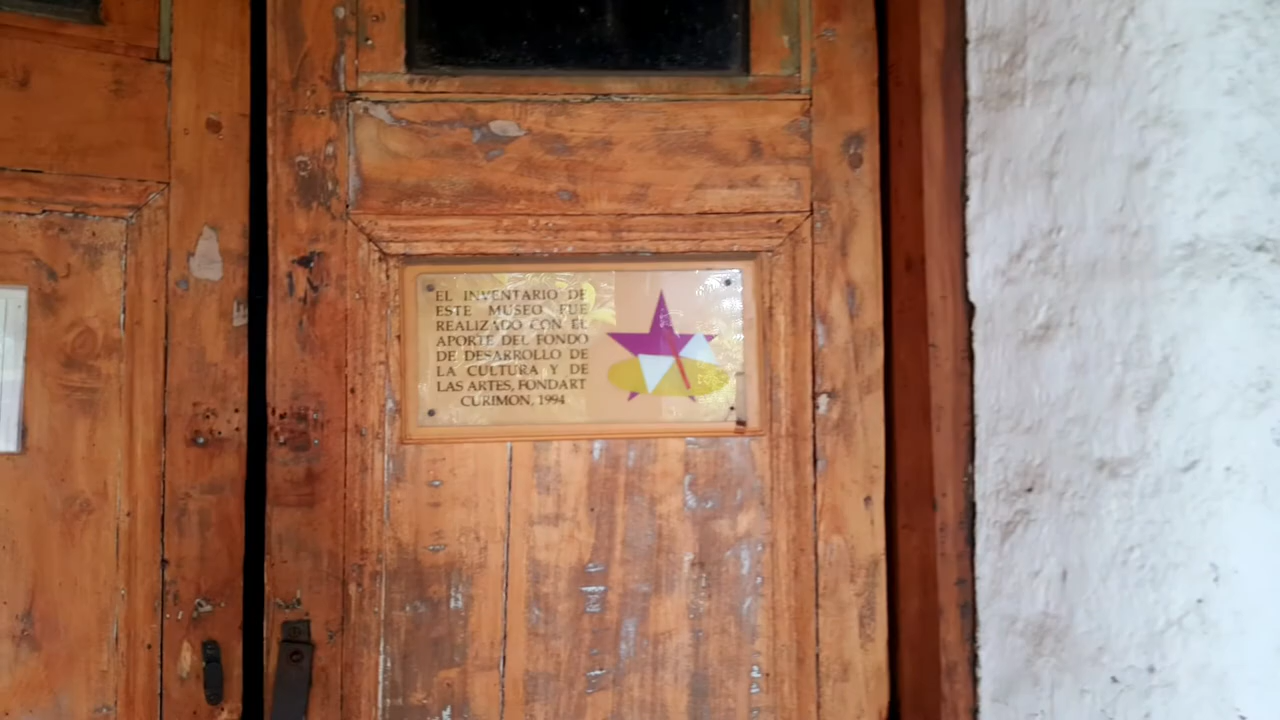 EL INVENTARIO DE
ESTE MUSEO FUE
REALIZADO CON EL
APORTE DEL FONDO
DE DESARROLLO DE
LA CULTURA Y DE
LAS ARTES, FONDART
CURIMON, 1994